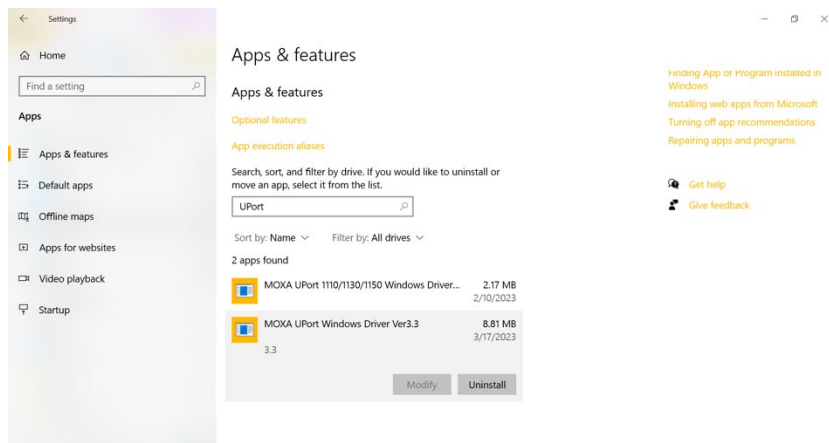 Settings
Home
Find a setting
Apps
Apps & features
Default apps
Offline maps
Apps for websites
Video playback
Startup
Apps & features
Apps & features
Optional features
App execution aliases
Search, sort, and filter by drive. If you would like to uninstall or
move an app, select it from the list.
UPort
Sort by: Name Filter by: All drives
2 apps found
MOXA UPort 1110/1130/1150 Windows Driver... 2.17 MB
2/10/2023
MOXA UPort Windows Driver Ver3.3 8.81 MB
3/17/2023
3.3
Modify Uninstall
Finding App or Program installed in
Windows
Installing web apps from Microsoft
Turning off app recommendations
Repairing apps and programs
Get help
Give feedback